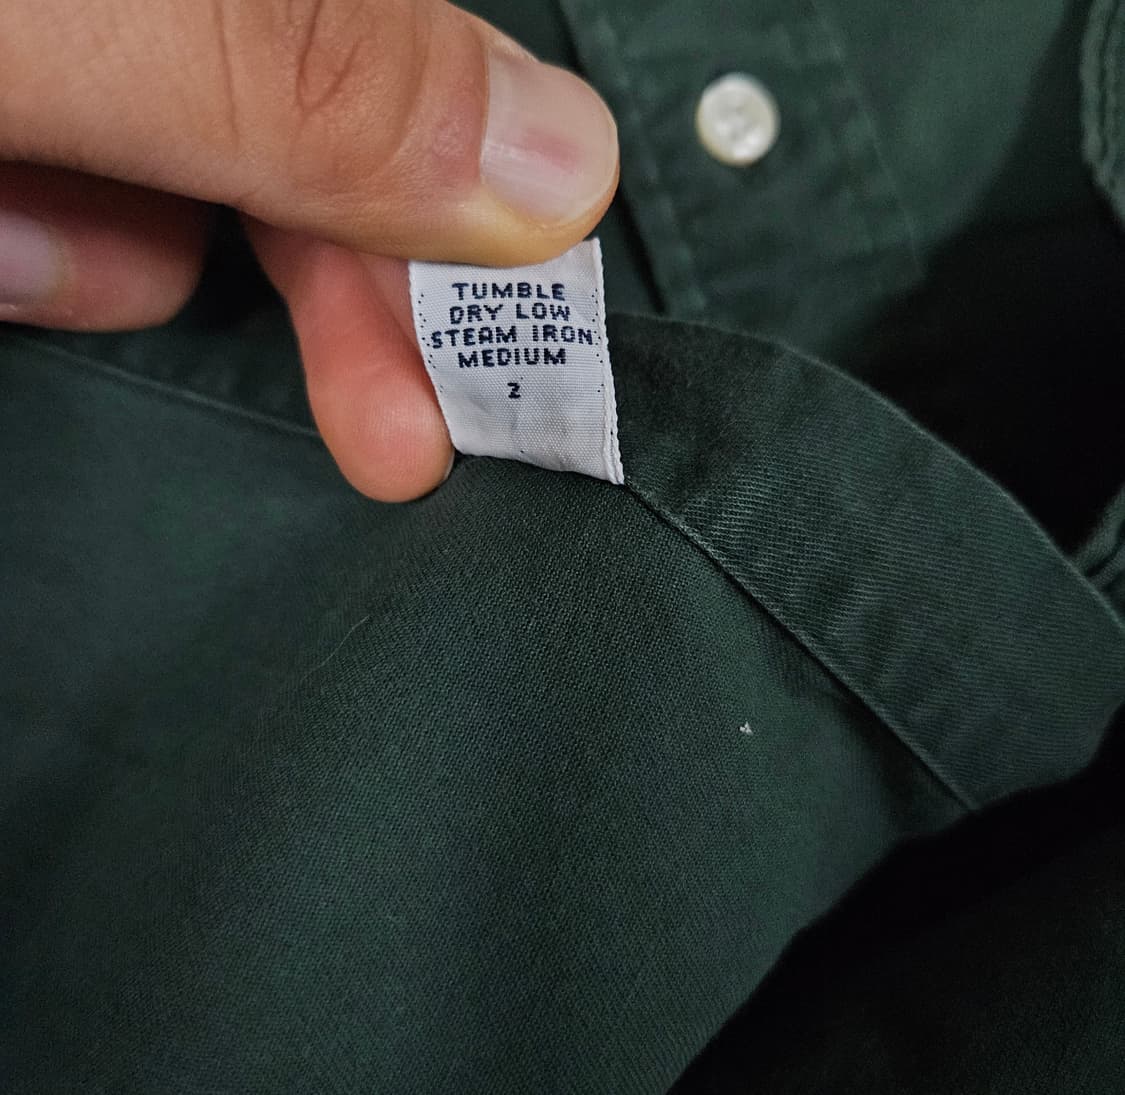 TUMBLE
DRY LOW
STEAM IRON
MEDIUM
2